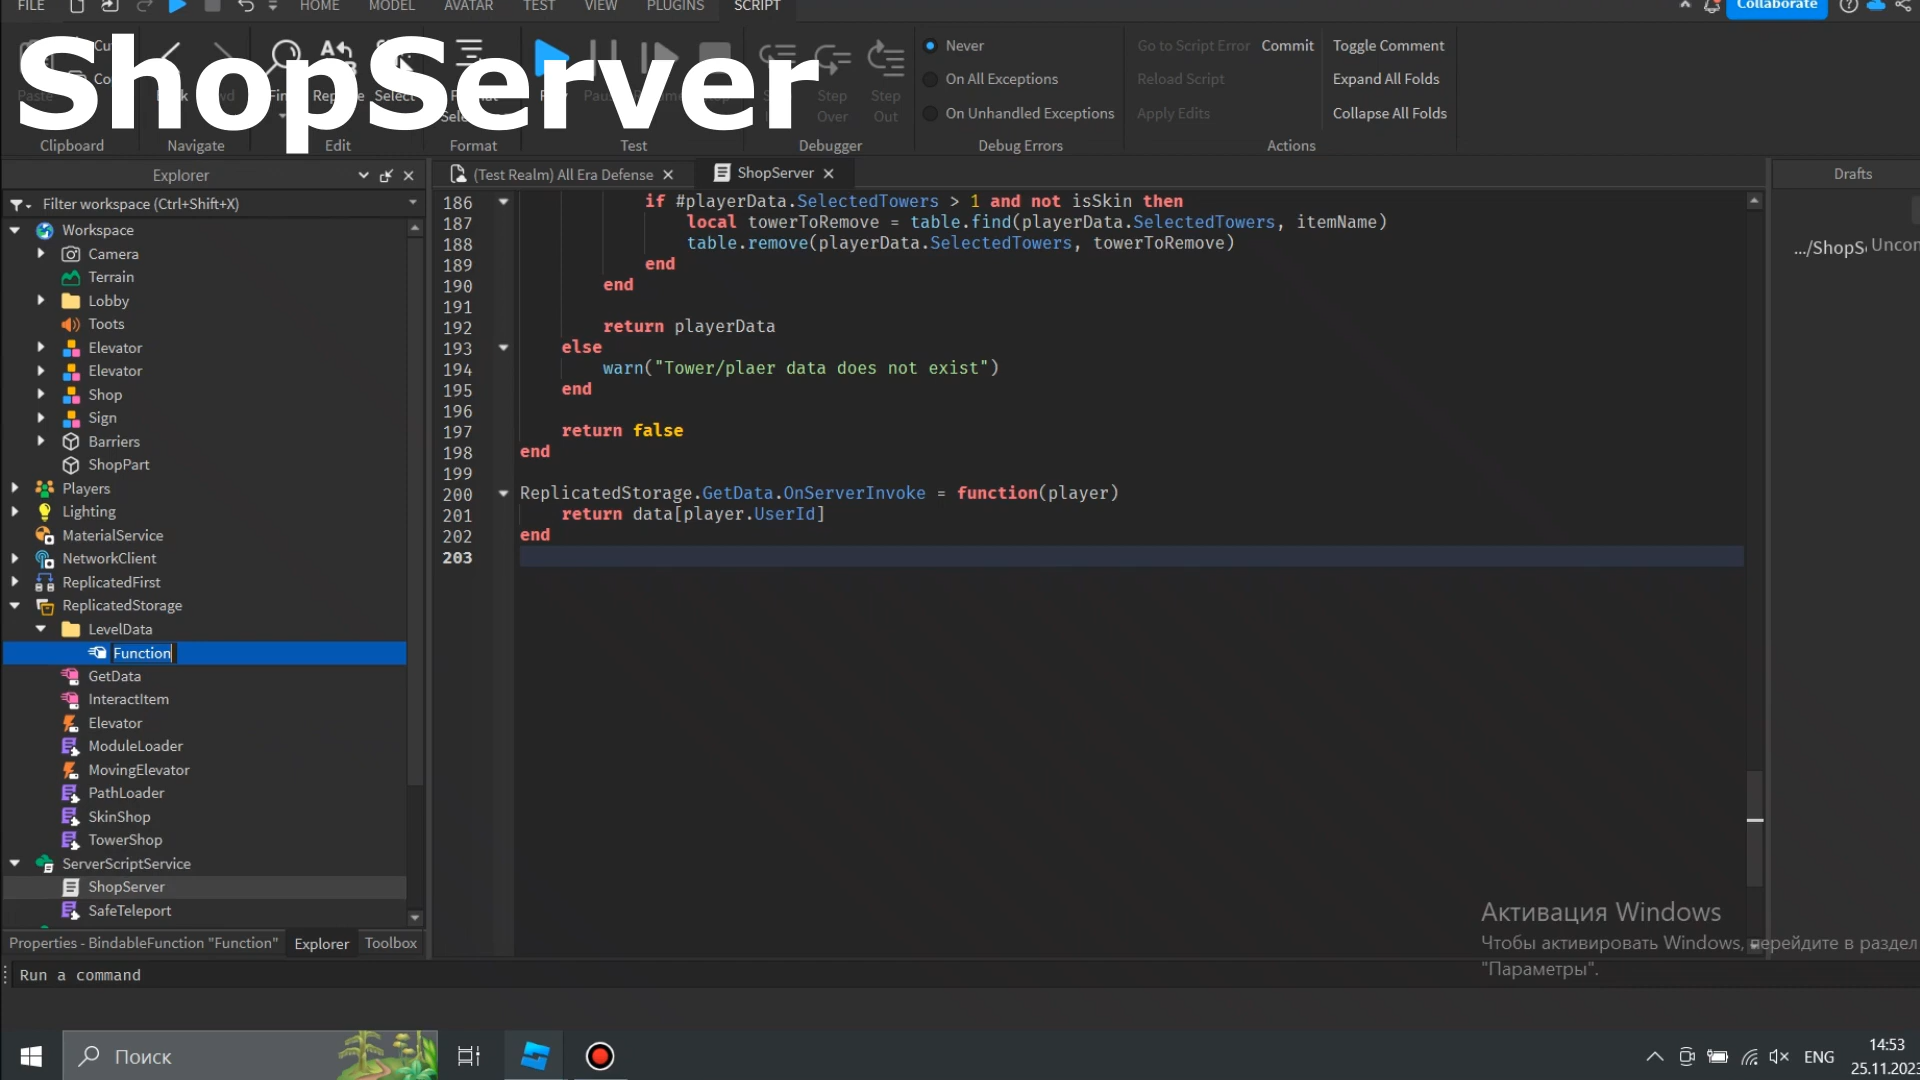 FILE HOME MODEL AVATAR TEST VIEW PLUGINS SCRIPT Collaborate
ShopServer
Never
On All Exceptions
On Unhandled Exceptions
Go to Script Error Commit Toggle Comment
Reload Script Expand All Folds
Apply Edits Collapse All Folds
Step Over
Step Out
Clipboard Navigate Edit Format Test Debugger Debug Errors Actions
Explorer
Filter workspace (Ctrl+Shift+X)
Workspace
Camera
Terrain
Lobby
Toots
Elevator
Elevator
Shop
Sign
Barriers
ShopPart
Players
Lighting
MaterialService
NetworkClient
ReplicatedFirst
ReplicatedStorage
LevelData
Function
GetData
InteractItem
Elevator
ModuleLoader
MovingElevator
PathLoader
SkinShop
TowerShop
ServerScriptService
ShopServer
SafeTeleport
Properties - BindableFunction "Function" Explorer Toolbox
Run a command
(Test Realm) All Era Defense ShopServer
186 if #playerData.SelectedTowers > 1 and not isSkin then
187 local towerToRemove = table.find(playerData.SelectedTowers, itemName)
188 table.remove(playerData.SelectedTowers, towerToRemove)
189 end
190 end
191
192 return playerData
193 else
194 warn("Tower/plaer data does not exist")
195 end
196
197 return false
198 end
199
200 ReplicatedStorage.GetData.OnServerInvoke = function(player)
201 return data[player.UserId]
202 end
203
Drafts
.../ShopS Uncon
Активация Windows
Чтобы активировать Windows, перейдите в раздел
"Параметры".
Поиск
ENG
14:53
25.11.2023